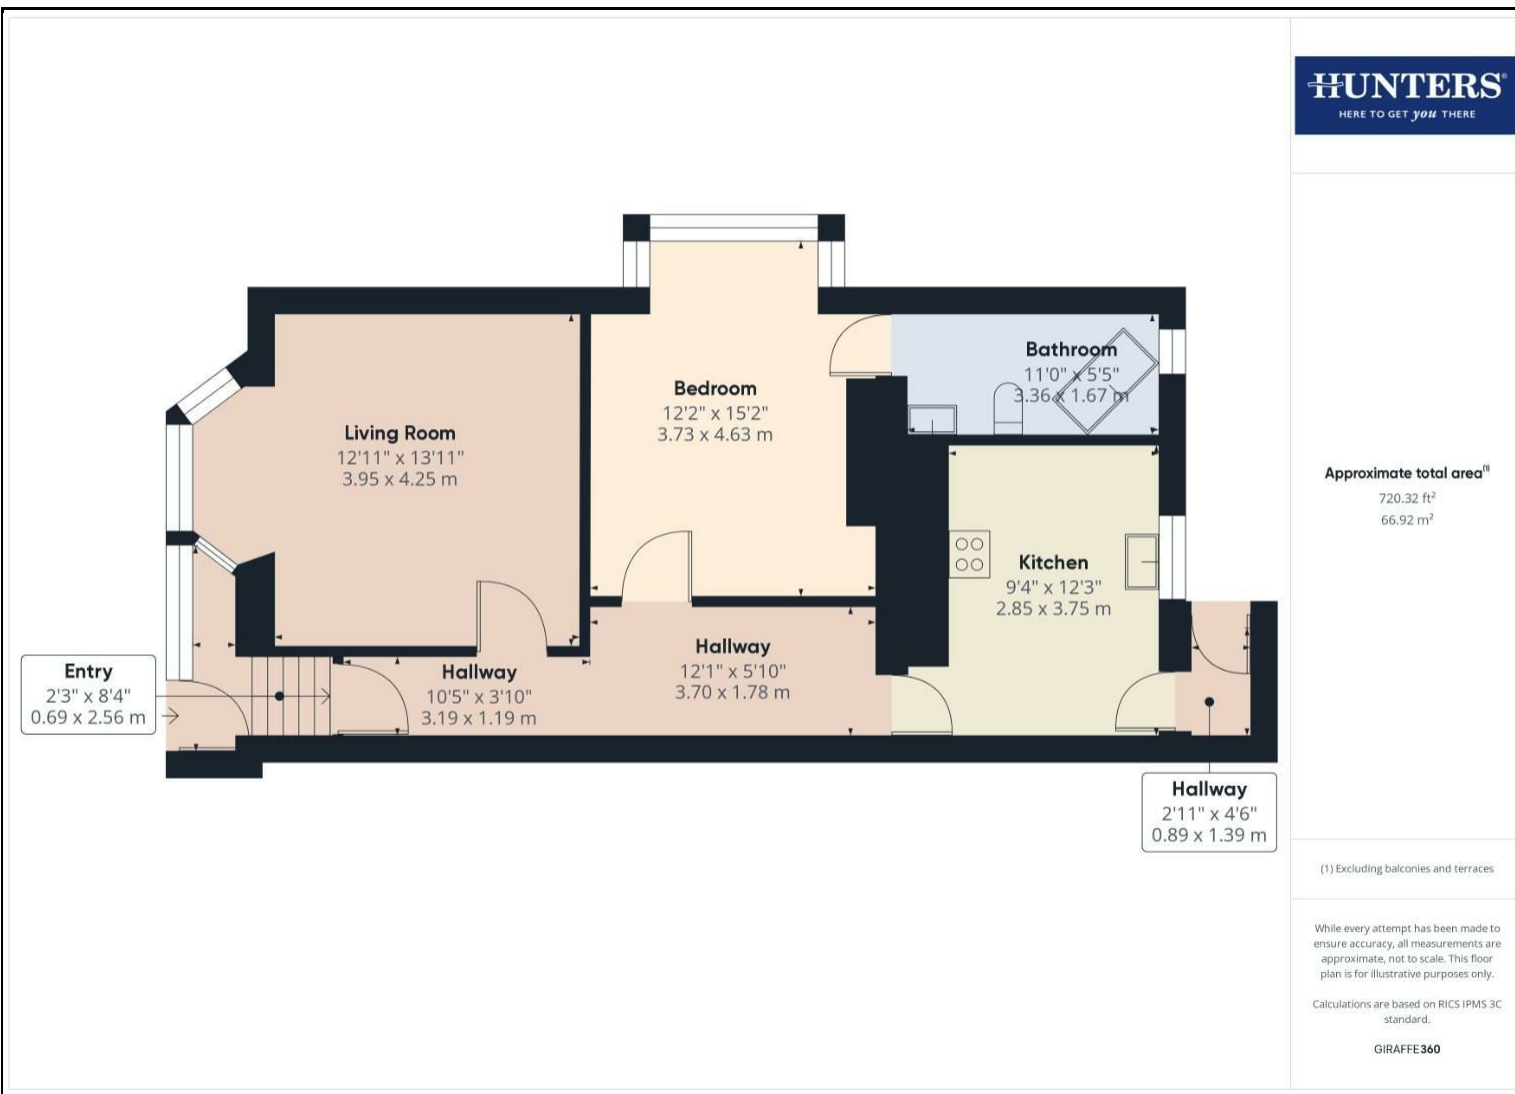 HUNTERS®
HERE TO GET you THERE
Bathroom
11'0" x 5'5"
3.36 x 1.67 m
Bedroom
12'2" x 15'2"
3.73 x 4.63 m
Living Room
12'11" x 13'11"
3.95 x 4.25 m
Kitchen
9'4" x 12'3"
2.85 x 3.75 m
Hallway
12'1" x 5'10"
3.70 x 1.78 m
Hallway
10'5" x 3'10"
3.19 x 1.19 m
Entry
2'3" x 8'4"
0.69 x 2.56 m
Hallway
2'11" x 4'6"
0.89 x 1.39 m
Approximate total area(1)
720.32 ft²
66.92 m²
(1) Excluding balconies and terraces
While every attempt has been made to
ensure accuracy, all measurements are
approximate, not to scale. This floor
plan is for illustrative purposes only.
Calculations are based on RICS IPMS 3C
standard.
GIRAFFE360